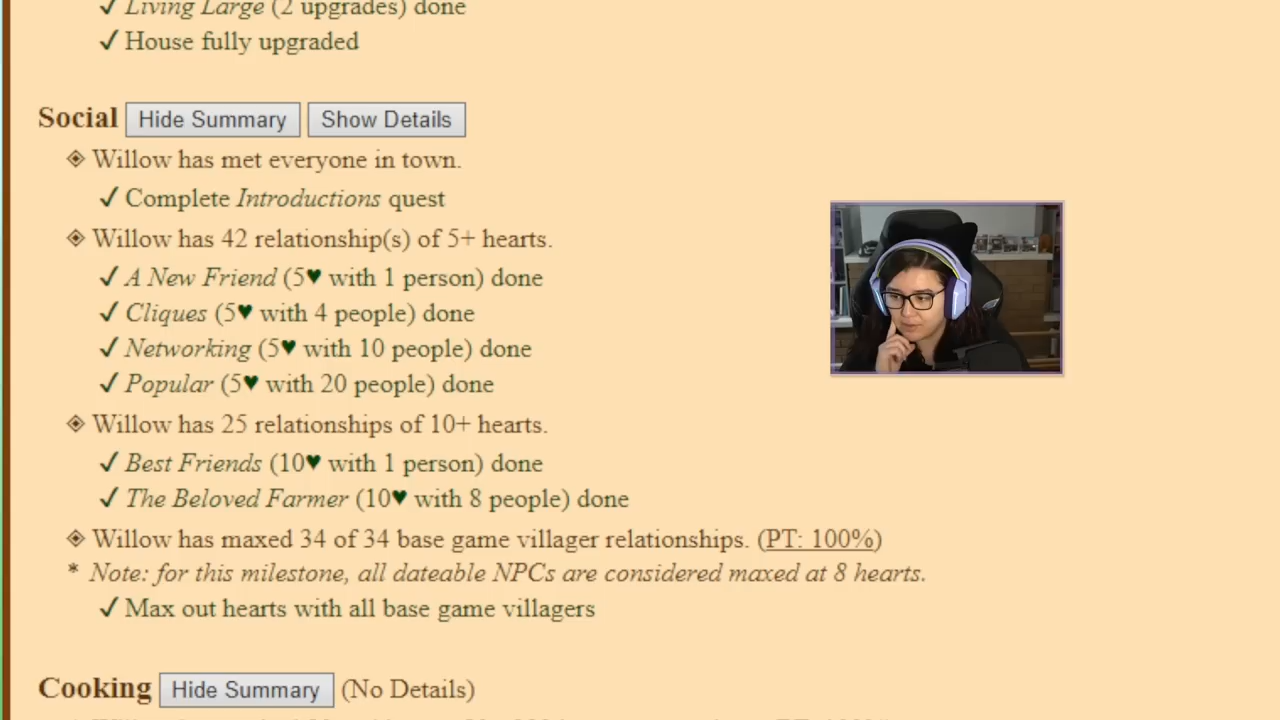 ✓ Living Large (2 upgrades) done
✓ House fully upgraded
Social Hide Summary Show Details
Willow has met everyone in town.
✓ Complete Introductions quest
Willow has 42 relationship(s) of 5+ hearts.
✓ A New Friend (5♥ with 1 person) done
✓ Cliques (5♥ with 4 people) done
✓ Networking (5♥ with 10 people) done
✓ Popular (5♥ with 20 people) done
Willow has 25 relationships of 10+ hearts.
✓ Best Friends (10♥ with 1 person) done
✓ The Beloved Farmer (10♥ with 8 people) done
Willow has maxed 34 of 34 base game villager relationships. (PT: 100%)
* Note: for this milestone, all dateable NPCs are considered maxed at 8 hearts.
✓ Max out hearts with all base game villagers
Cooking Hide Summary (No Details)